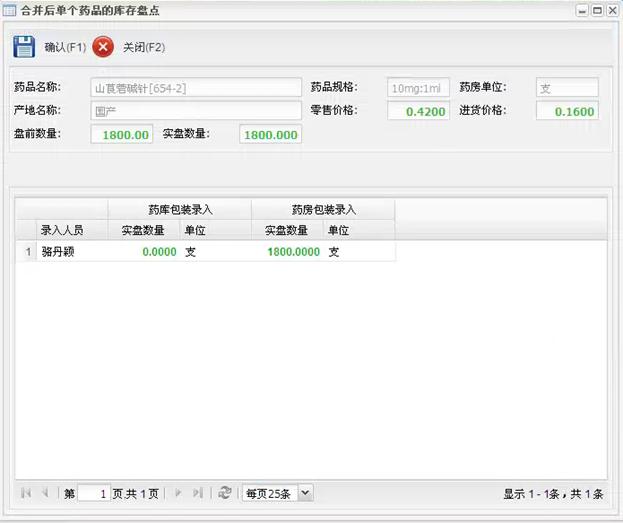 合并后单个药品的库存盘点
确认(F1) 关闭(F2)
药品名称: 山莨菪碱针[654-2] 药品规格: 10mg:1ml 药房单位: 支
产地名称: 国产 零售价格: 0.4200 进货价格: 0.1600
盘前数量: 1800.00 实盘数量: 1800.000
药库包装录入 药房包装录入
录入人员 实盘数量 单位 实盘数量 单位
1 骆丹颖 0.0000 支 1800.0000 支
第 1 页,共 1 页 每页25条 显示 1 - 1条，共 1 条